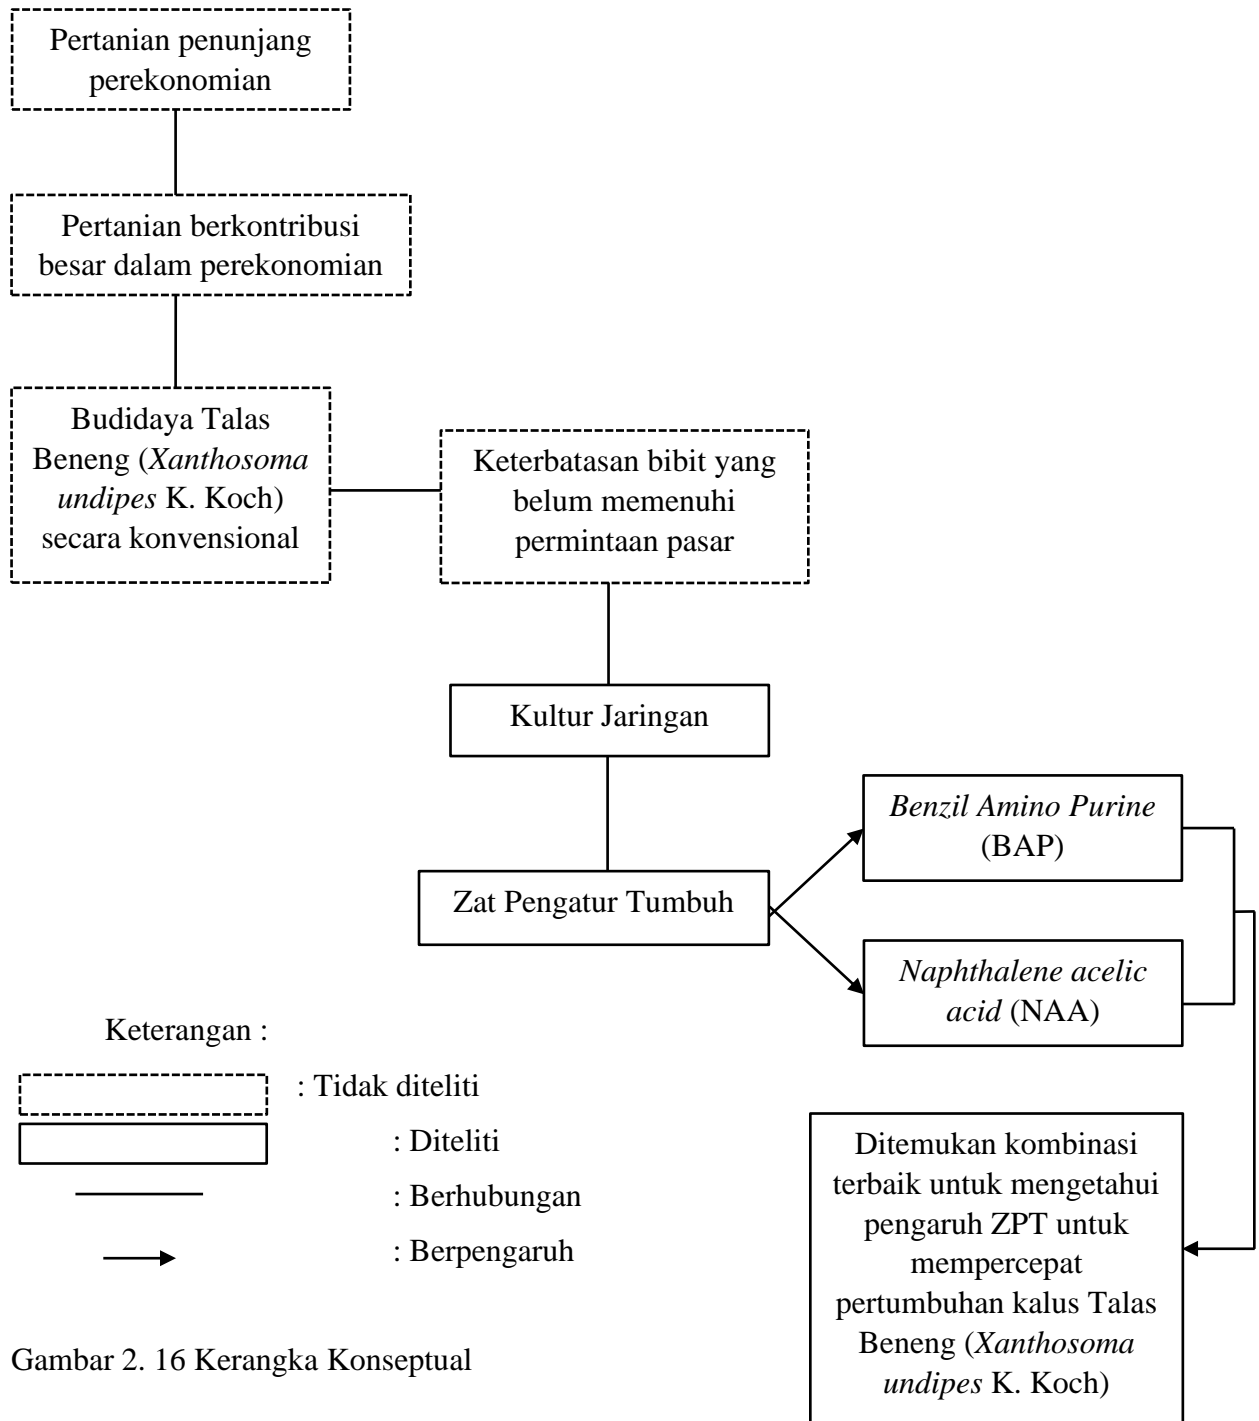 Pertanian penunjang
perekonomian
Pertanian berkontribusi
besar dalam perekonomian
Budidaya Talas
Beneng (Xanthosoma
undipes K. Koch)
secara konvensional
Keterbatasan bibit yang
belum memenuhi
permintaan pasar
Kultur Jaringan
Zat Pengatur Tumbuh
Benzil Amino Purine
(BAP)
Naphthalene acelic
acid (NAA)
Keterangan :
: Tidak diteliti
: Diteliti
: Berhubungan
: Berpengaruh
Ditemukan kombinasi
terbaik untuk mengetahui
pengaruh ZPT untuk
mempercepat
pertumbuhan kalus Talas
Beneng (Xanthosoma
undipes K. Koch)
Gambar 2. 16 Kerangka Konseptual